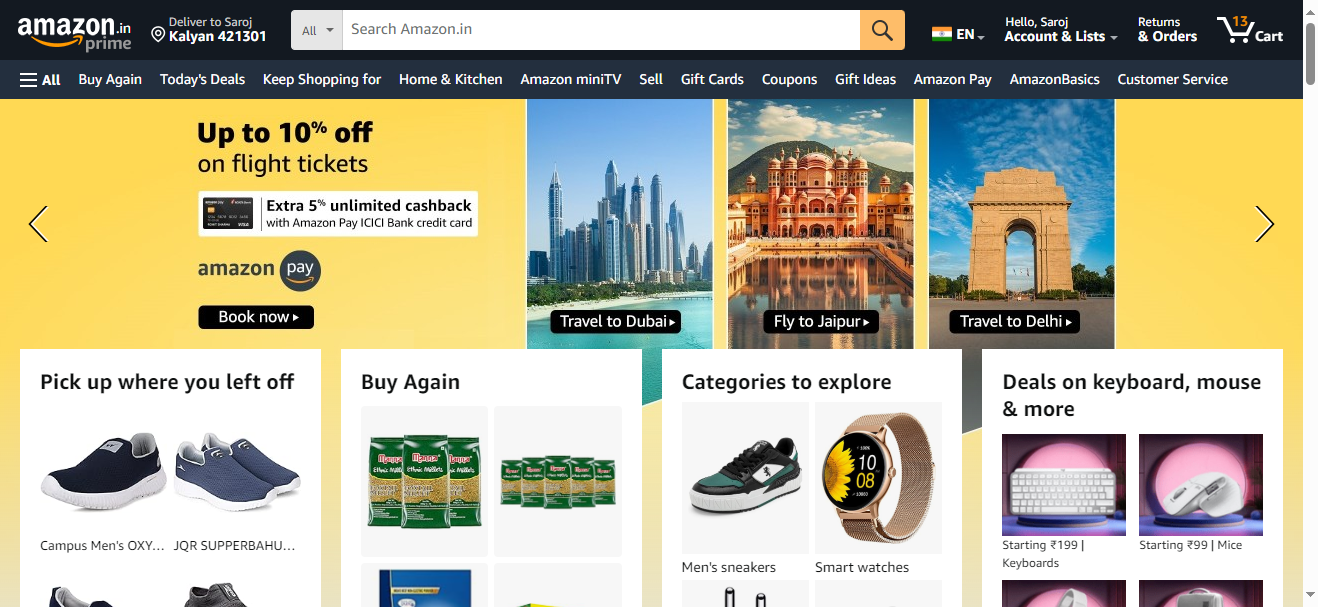 amazon.in
prime
Deliver to Saroj
Kalyan 421301
All
Search Amazon.in
EN
Hello, Saroj
Account & Lists
Returns
& Orders
13
Cart
All
Buy Again
Today's Deals
Keep Shopping for
Home & Kitchen
Amazon miniTV
Sell
Gift Cards
Coupons
Gift Ideas
Amazon Pay
AmazonBasics
Customer Service
Up to 10% off
on flight tickets
Extra 5% unlimited cashback
with Amazon Pay ICICI Bank credit card
amazon pay
Book now
Travel to Dubai
Fly to Jaipur
Travel to Delhi
Pick up where you left off
Campus Men's OXY...
JQR SUPPERBAHU...
Buy Again
Manna
Ethnic Millets
Categories to explore
10
08
Men's sneakers
Smart watches
Deals on keyboard, mouse
& more
Starting ₹199 |
Keyboards
Starting ₹99 | Mice